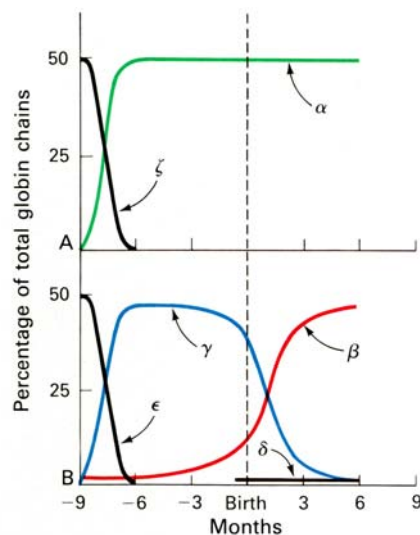 Percentage of total globin chains
50
25
A
α
ζ
50
25
B
γ
β
ϵ
δ
−9 −6 −3 Birth 3 6 9
Months